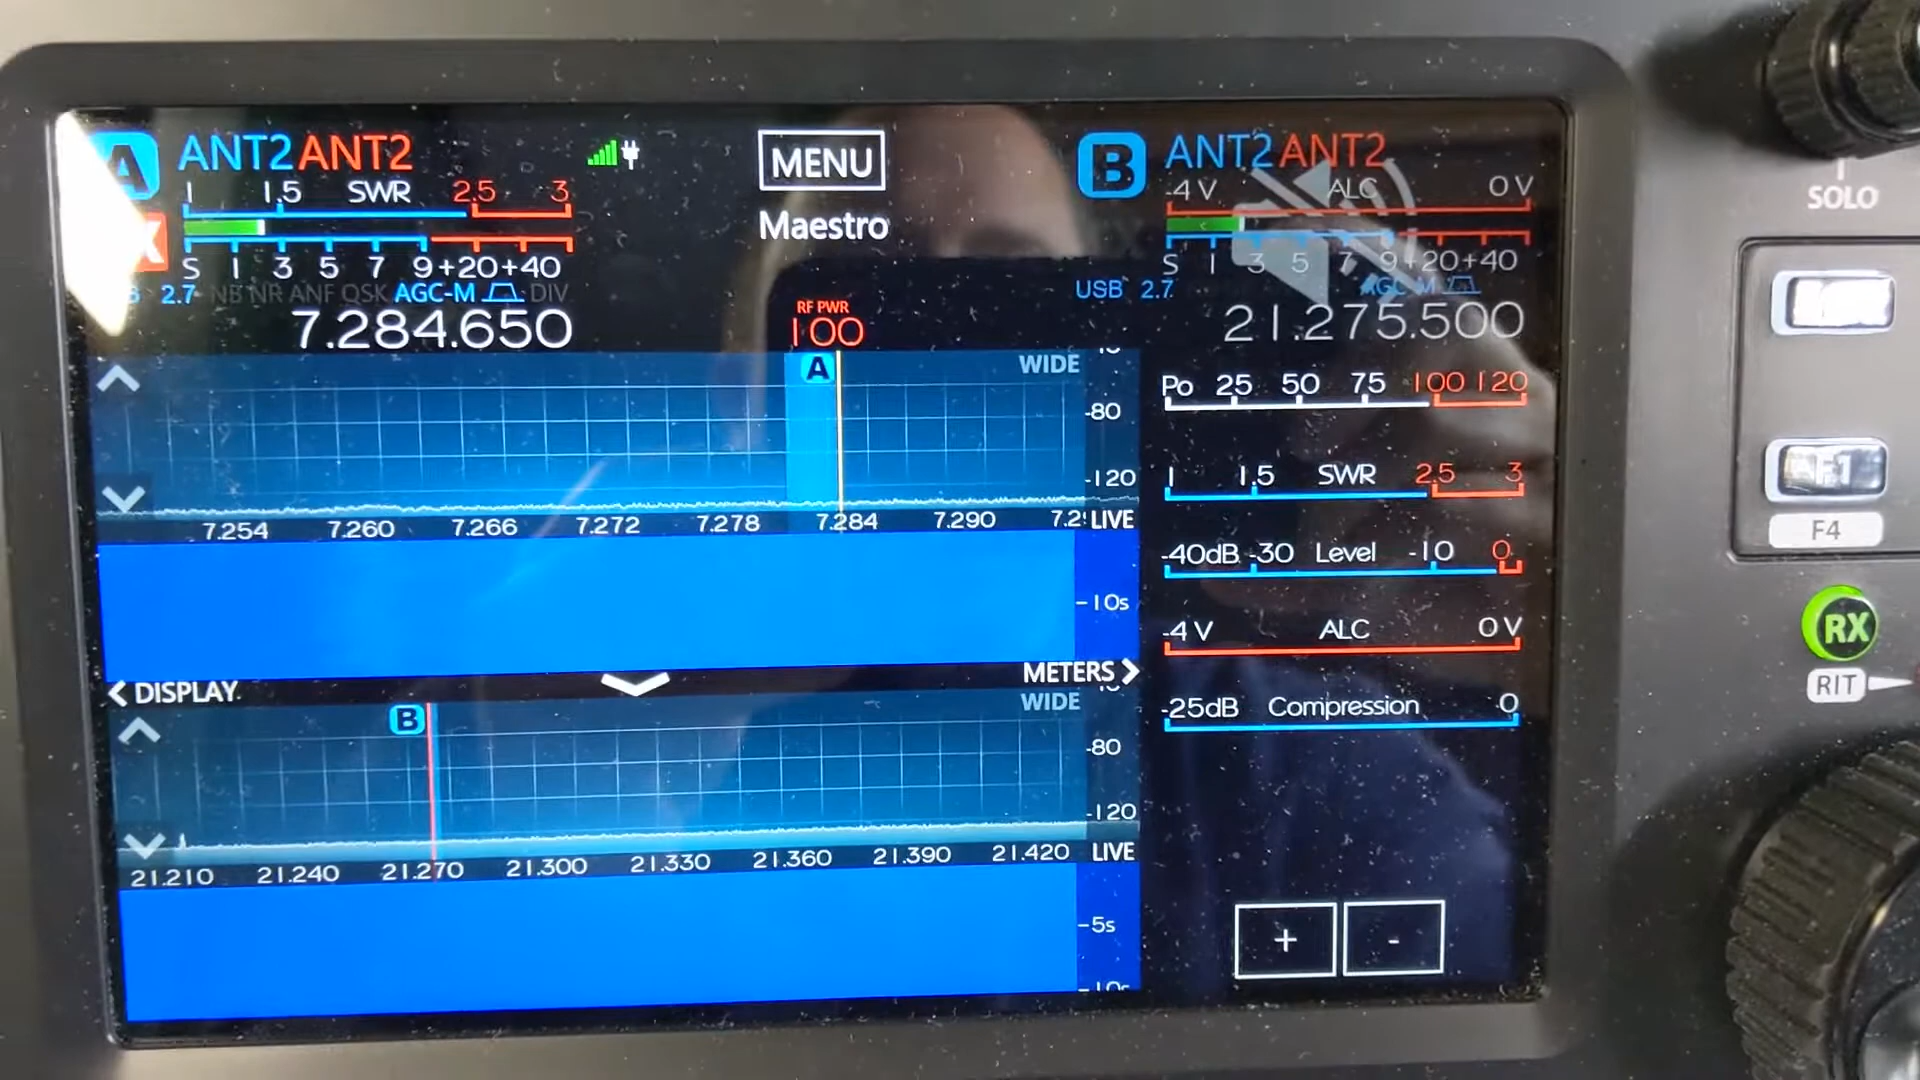 A ANT2 ANT2
1 1.5 SWR 2.5 3
X
S 1 3 5 7 9 +20 +40
2.7 NB NR ANF QSK AGC-M DIV
7.284.650
MENU
Maestro
RF PWR
100
B ANT2 ANT2
-4 V ALC 0 V
S 1 3 5 7 9 +20 +40
USB 2.7 AGC-M
21.275.500
A WIDE
-80
-120
7.254 7.260 7.266 7.272 7.278 7.284 7.290 LIVE
-10s
< DISPLAY METERS >
B WIDE
-80
-120
21.210 21.240 21.270 21.300 21.330 21.360 21.390 21.420 LIVE
-5s
Po 25 50 75 100 120
1 1.5 SWR 2.5 3
-40dB -30 Level -10 0
-4 V ALC 0 V
-25dB Compression 0
+ -
SOLO
F4
RX
RIT